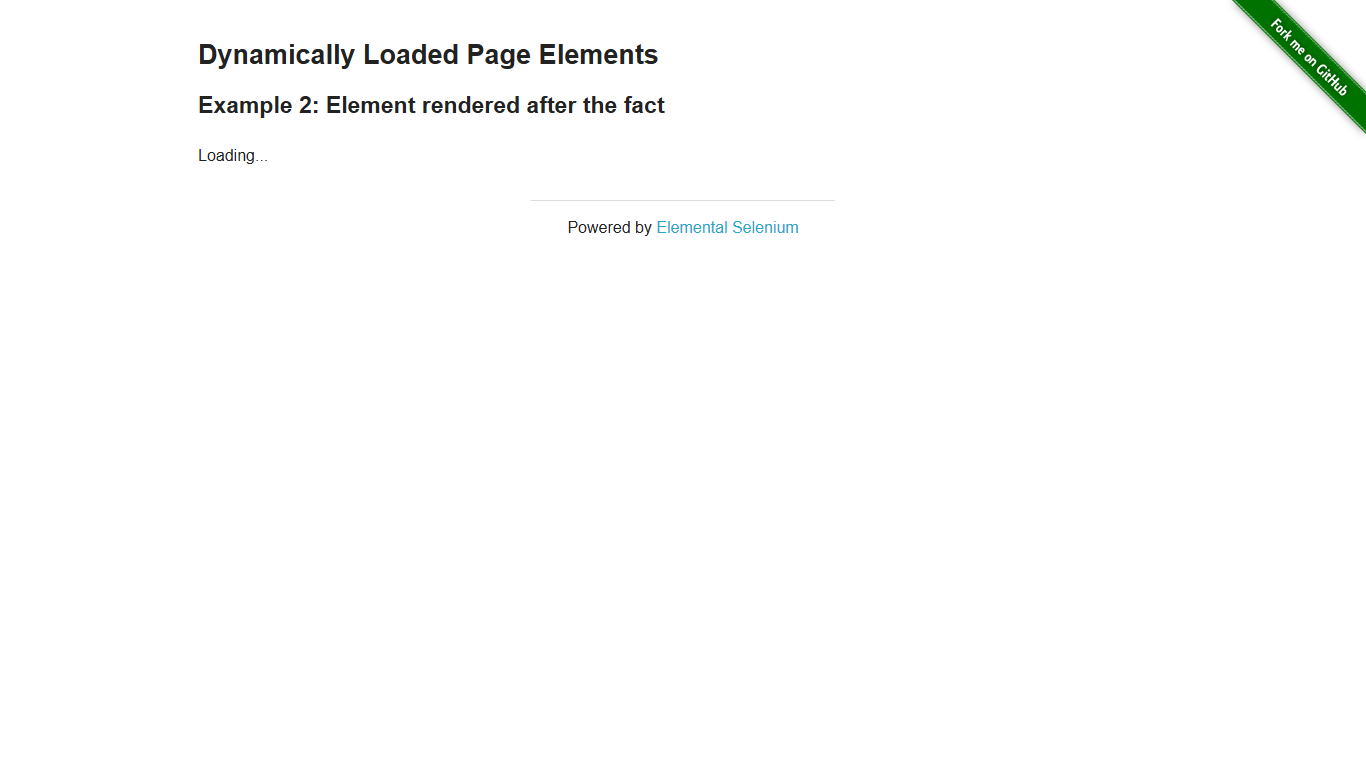 Dynamically Loaded Page Elements
Example 2: Element rendered after the fact
Loading...
Powered by Elemental Selenium
Fork me on GitHub